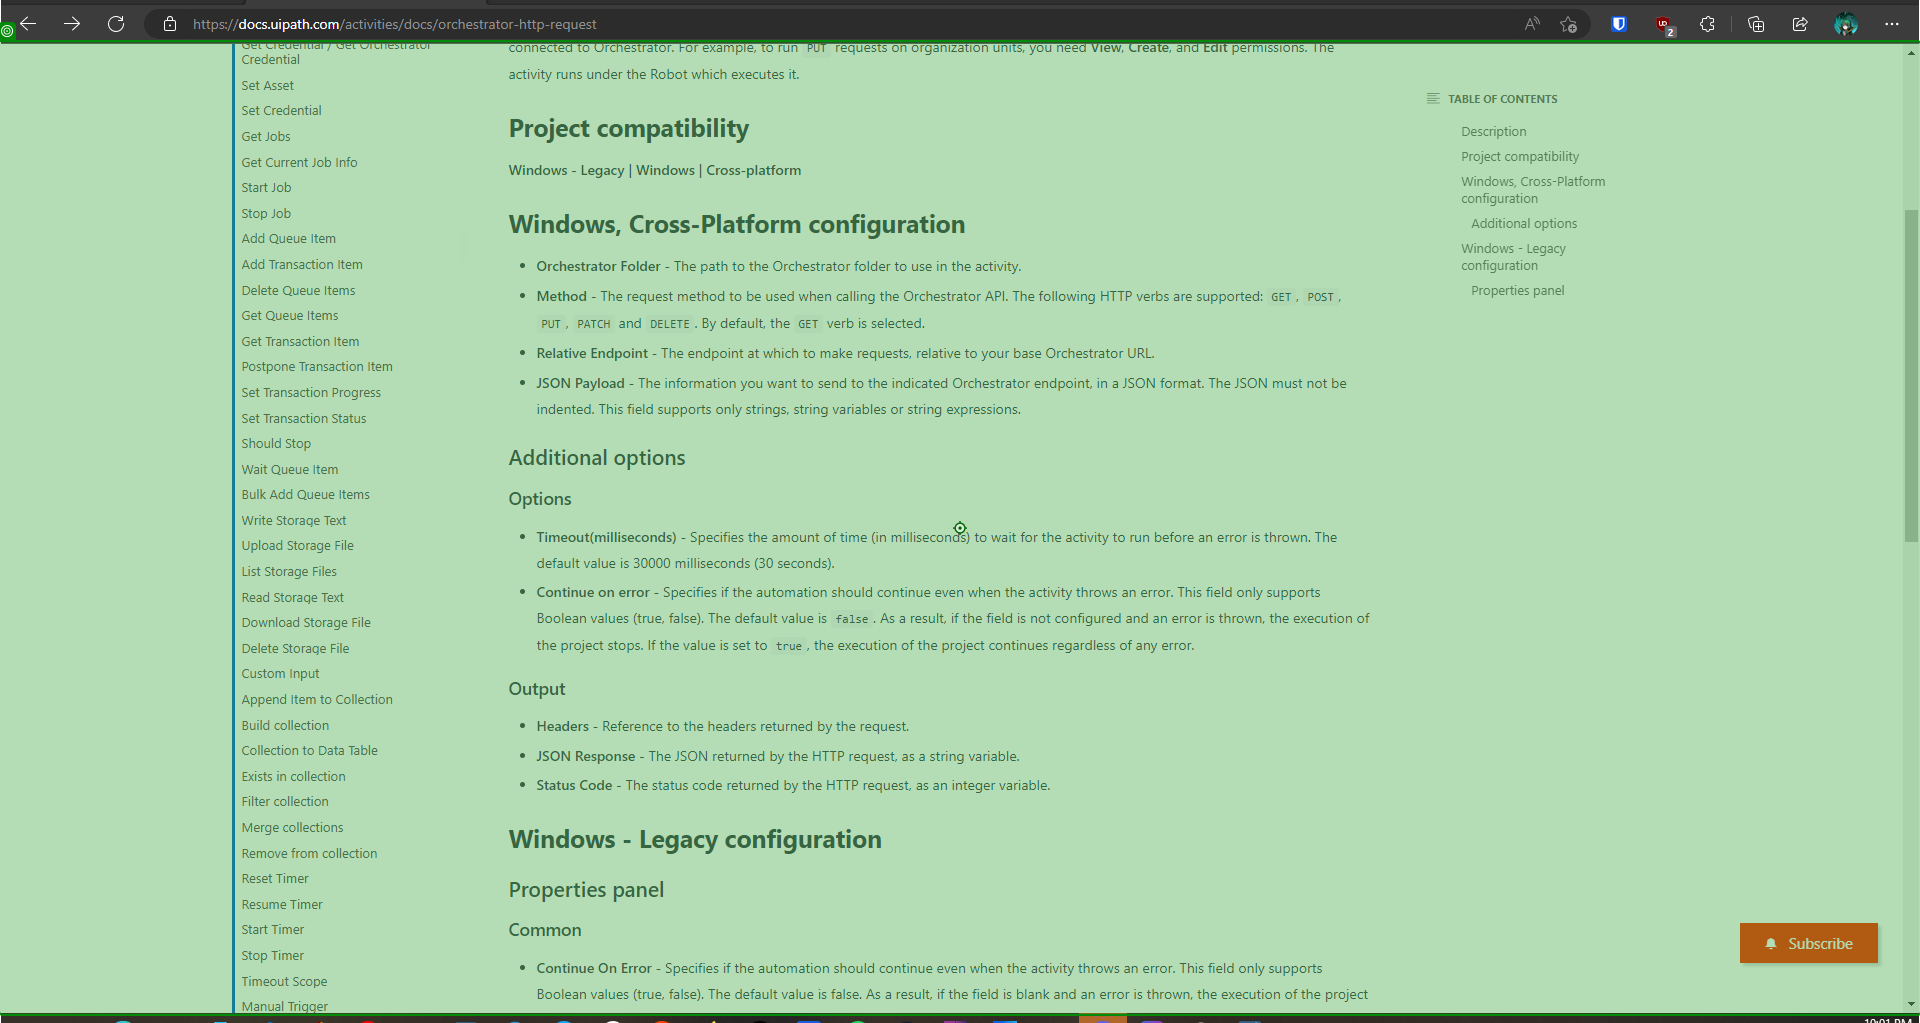 https://docs.uipath.com/activities/docs/orchestrator-http-request
2
Get Credential / Get Orchestrator
Credential
Set Asset
Set Credential
Get Jobs
Get Current Job Info
Start Job
Stop Job
Add Queue Item
Add Transaction Item
Delete Queue Items
Get Queue Items
Get Transaction Item
Postpone Transaction Item
Set Transaction Progress
Set Transaction Status
Should Stop
Wait Queue Item
Bulk Add Queue Items
Write Storage Text
Upload Storage File
List Storage Files
Read Storage Text
Download Storage File
Delete Storage File
Custom Input
Append Item to Collection
Build collection
Collection to Data Table
Exists in collection
Filter collection
Merge collections
Remove from collection
Reset Timer
Resume Timer
Start Timer
Stop Timer
Timeout Scope
Manual Trigger
connected to Orchestrator. For example, to run PUT requests on organization units, you need View, Create, and Edit permissions. The
activity runs under the Robot which executes it.
Project compatibility
Windows - Legacy | Windows | Cross-platform
Windows, Cross-Platform configuration
• Orchestrator Folder - The path to the Orchestrator folder to use in the activity.
• Method - The request method to be used when calling the Orchestrator API. The following HTTP verbs are supported: GET, POST,
PUT, PATCH and DELETE. By default, the GET verb is selected.
• Relative Endpoint - The endpoint at which to make requests, relative to your base Orchestrator URL.
• JSON Payload - The information you want to send to the indicated Orchestrator endpoint, in a JSON format. The JSON must not be
indented. This field supports only strings, string variables or string expressions.
Additional options
Options
• Timeout(milliseconds) - Specifies the amount of time (in milliseconds) to wait for the activity to run before an error is thrown. The
default value is 30000 milliseconds (30 seconds).
• Continue on error - Specifies if the automation should continue even when the activity throws an error. This field only supports
Boolean values (true, false). The default value is false. As a result, if the field is not configured and an error is thrown, the execution of
the project stops. If the value is set to true, the execution of the project continues regardless of any error.
Output
• Headers - Reference to the headers returned by the request.
• JSON Response - The JSON returned by the HTTP request, as a string variable.
• Status Code - The status code returned by the HTTP request, as an integer variable.
Windows - Legacy configuration
Properties panel
Common
• Continue On Error - Specifies if the automation should continue even when the activity throws an error. This field only supports
Boolean values (true, false). The default value is false. As a result, if the field is blank and an error is thrown, the execution of the project
TABLE OF CONTENTS
Description
Project compatibility
Windows, Cross-Platform
configuration
Additional options
Windows - Legacy
configuration
Properties panel
Subscribe
10:01 PM